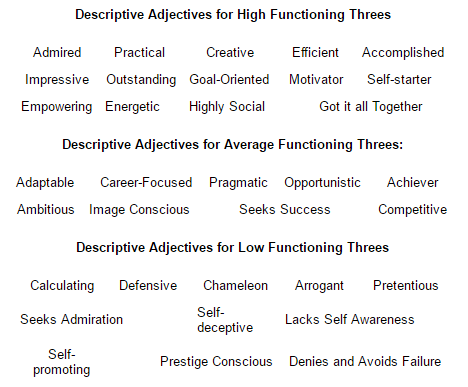 Descriptive Adjectives for High Functioning Threes
Admired Practical Creative Efficient Accomplished
Impressive Outstanding Goal-Oriented Motivator Self-starter
Empowering Energetic Highly Social Got it all Together
Descriptive Adjectives for Average Functioning Threes:
Adaptable Career-Focused Pragmatic Opportunistic Achiever
Ambitious Image Conscious Seeks Success Competitive
Descriptive Adjectives for Low Functioning Threes
Calculating Defensive Chameleon Arrogant Pretentious
Seeks Admiration Self-
deceptive Lacks Self Awareness
Self-
promoting Prestige Conscious Denies and Avoids Failure